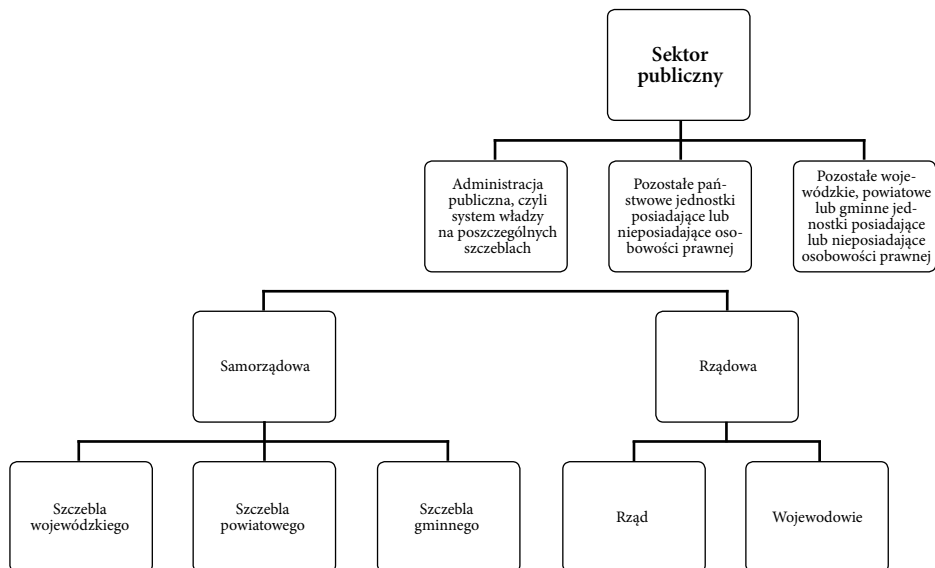 Sektor
publiczny
Administracja
publiczna, czyli
system władzy
na poszczególnych
szczeblach
Pozostałe pań-
stwowe jednostki
posiadające lub
nieposiadające oso-
bowości prawnej
Pozostałe woje-
wódzkie, powiatowe
lub gminne jed-
nostki posiadające
lub nieposiadające
osobowości prawnej
Samorządowa
Rządowa
Szczebla
wojewódzkiego
Szczebla
powiatowego
Szczebla
gminnego
Rząd
Wojewodowie